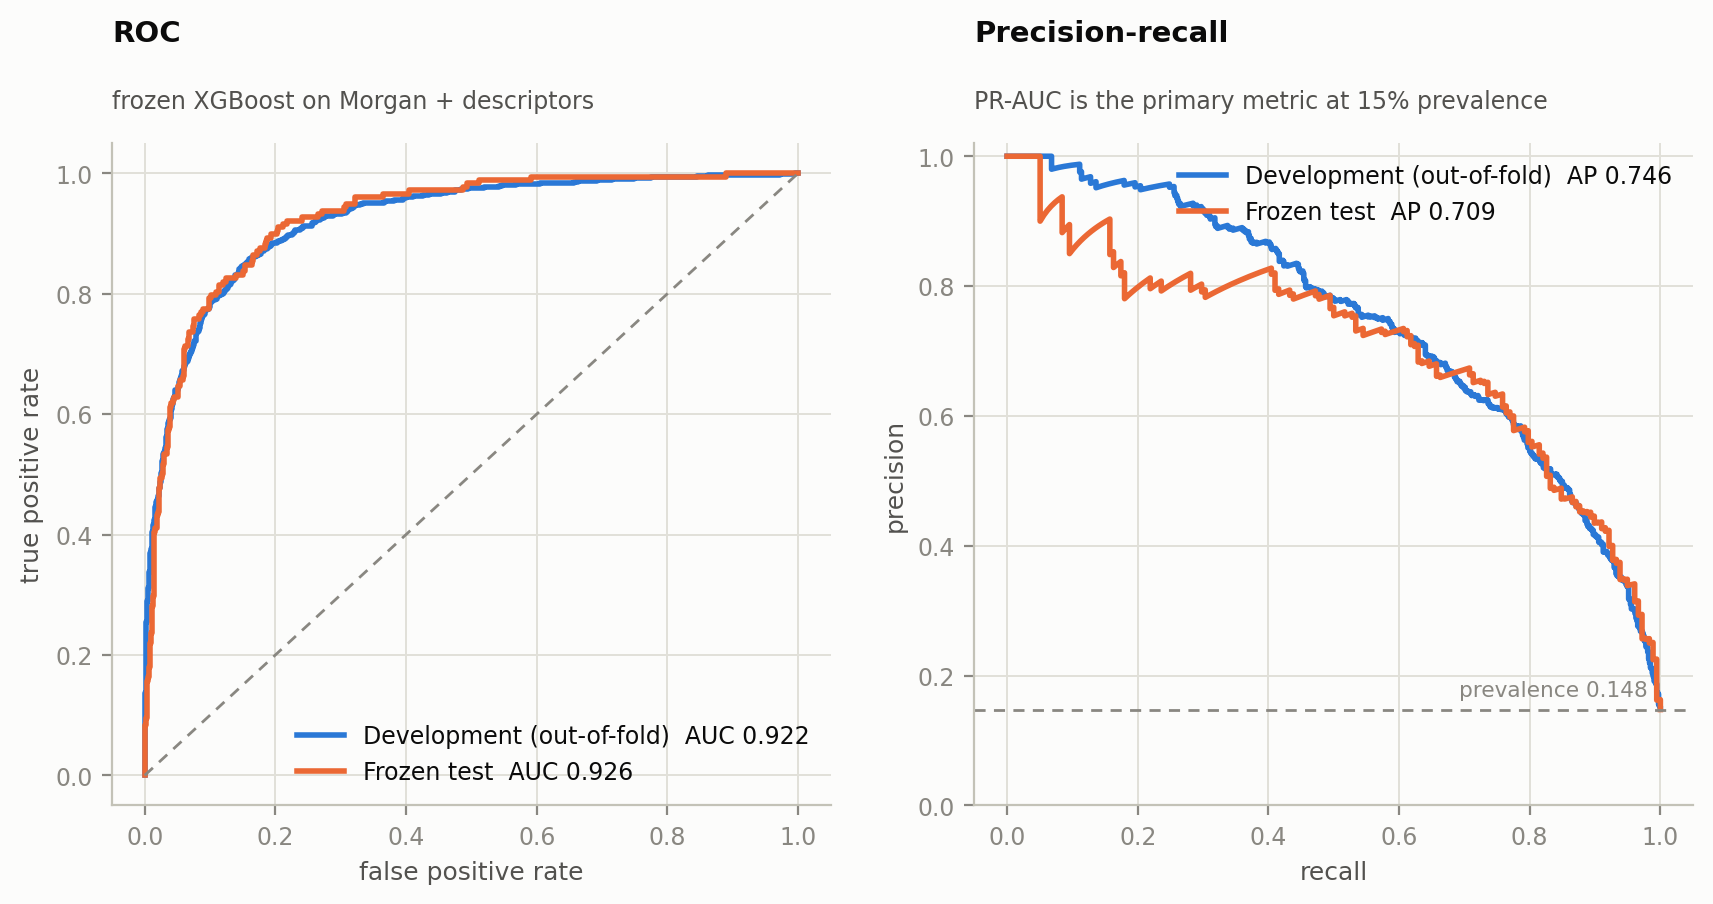 ROC
frozen XGBoost on Morgan + descriptors
1.0
0.8
0.6
0.4
0.2
0.0
true positive rate
Development (out-of-fold)  AUC 0.922
Frozen test  AUC 0.926
0.0 0.2 0.4 0.6 0.8 1.0
false positive rate
Precision-recall
PR-AUC is the primary metric at 15% prevalence
1.0
0.8
0.6
0.4
0.2
0.0
precision
Development (out-of-fold)  AP 0.746
Frozen test  AP 0.709
prevalence 0.148
0.0 0.2 0.4 0.6 0.8 1.0
recall